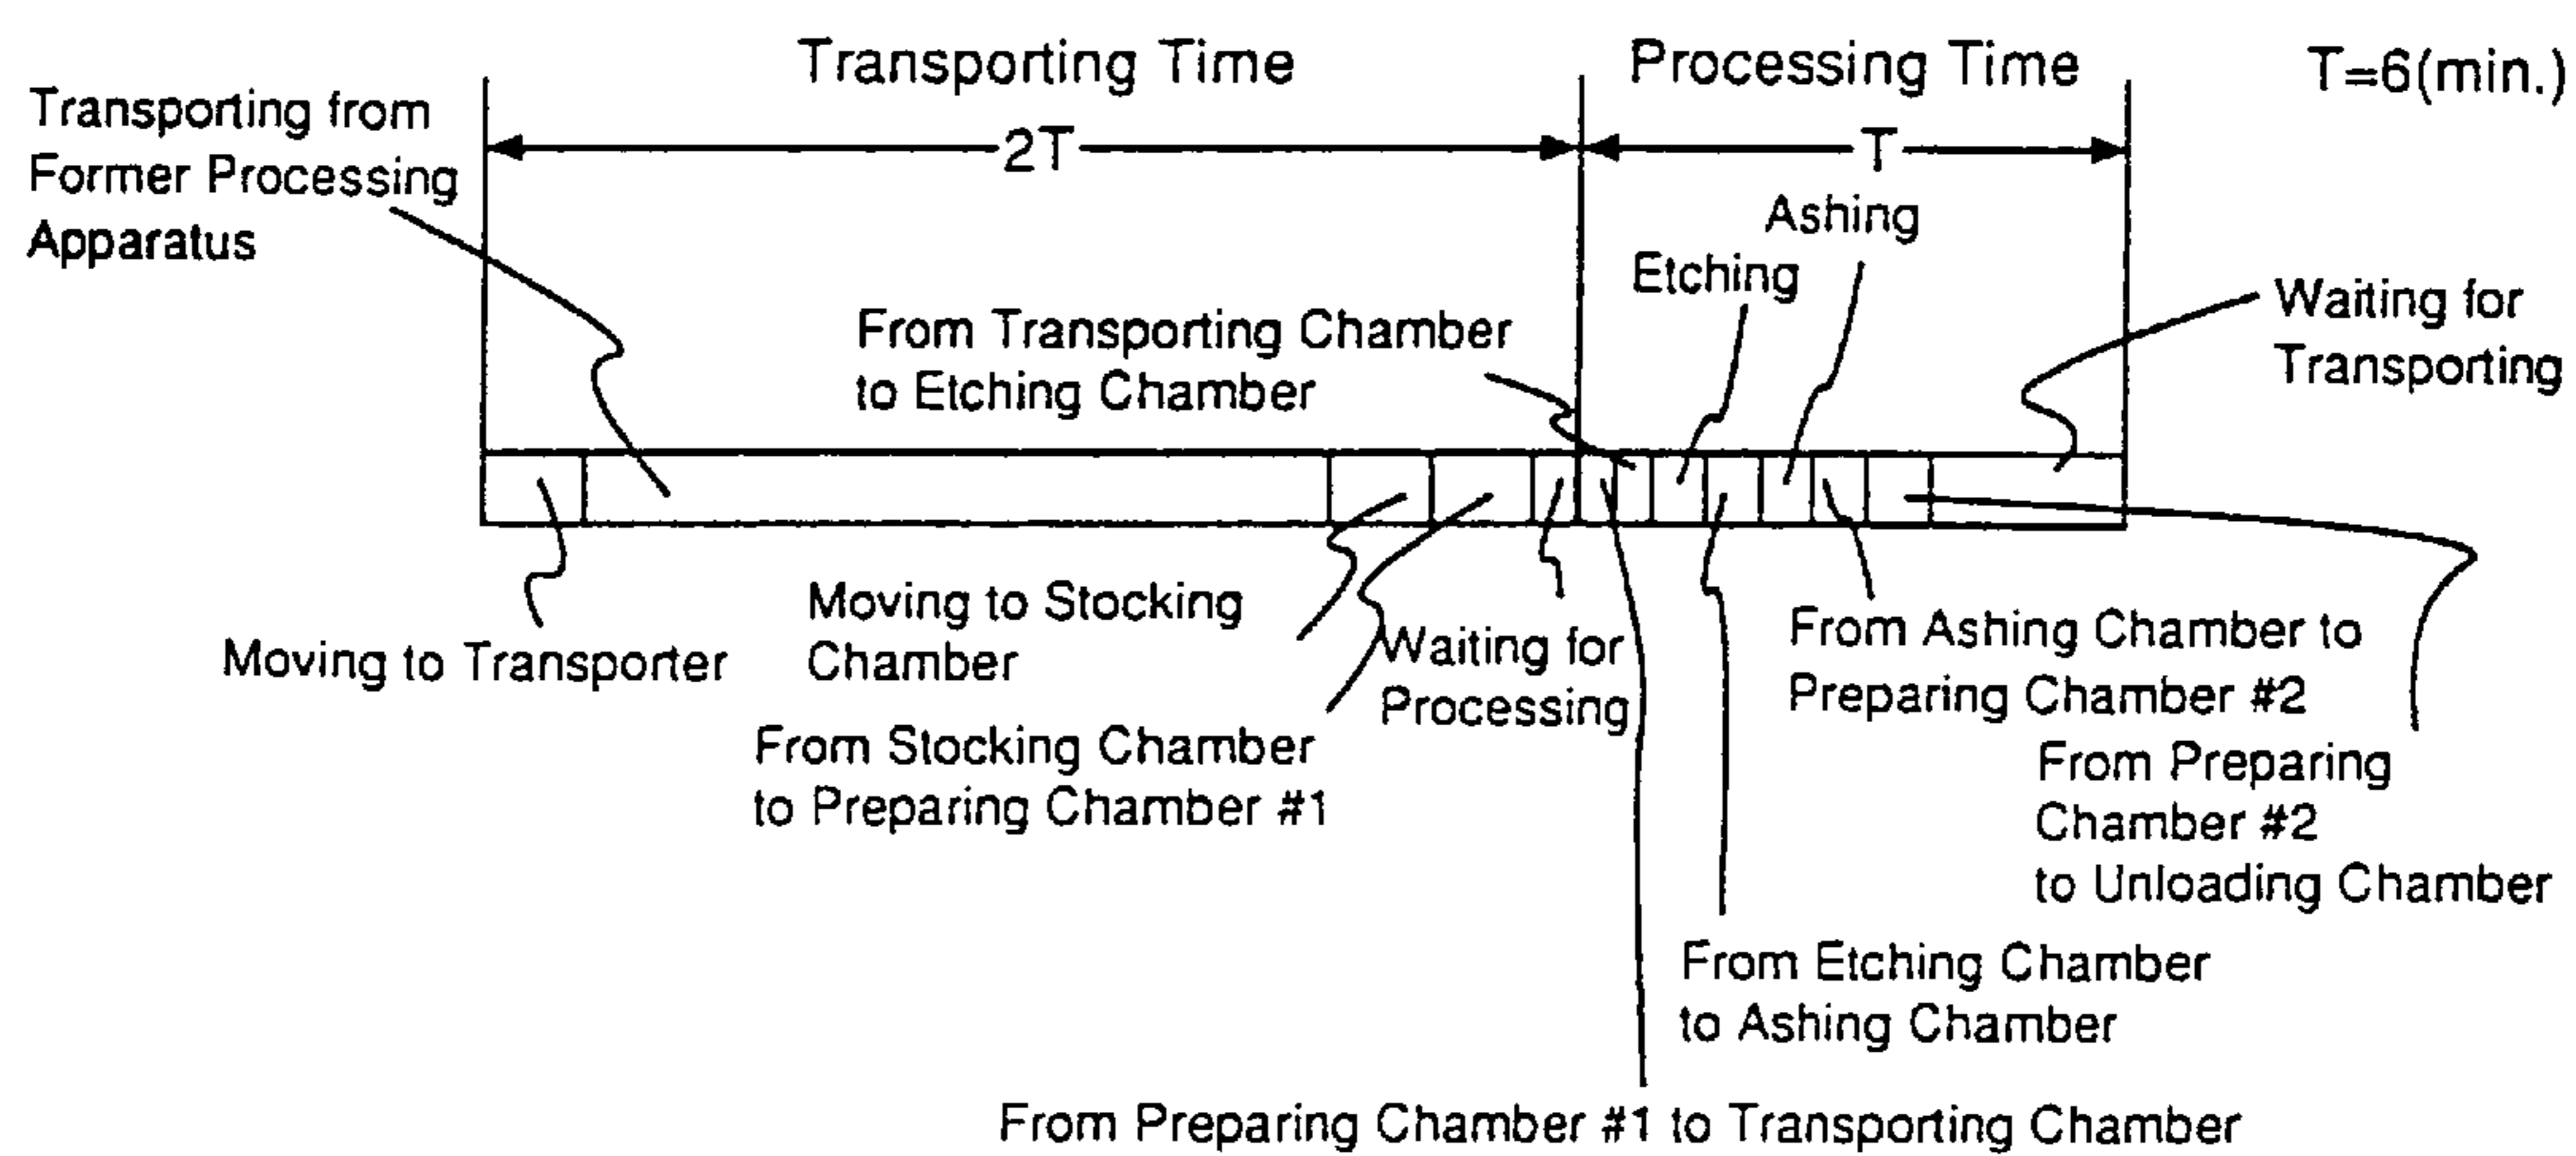 Transporting Time
Processing Time
T=6(min.)
2T
T
Transporting from
Former Processing
Apparatus
Ashing
Etching
From Transporting Chamber
to Etching Chamber
Waiting for
Transporting
Moving to Transporter
Moving to Stocking
Chamber
From Stocking Chamber
to Preparing Chamber #1
Waiting for
Processing
From Ashing Chamber to
Preparing Chamber #2
From Preparing
Chamber #2
to Unloading Chamber
From Etching Chamber
to Ashing Chamber
From Preparing Chamber #1 to Transporting Chamber